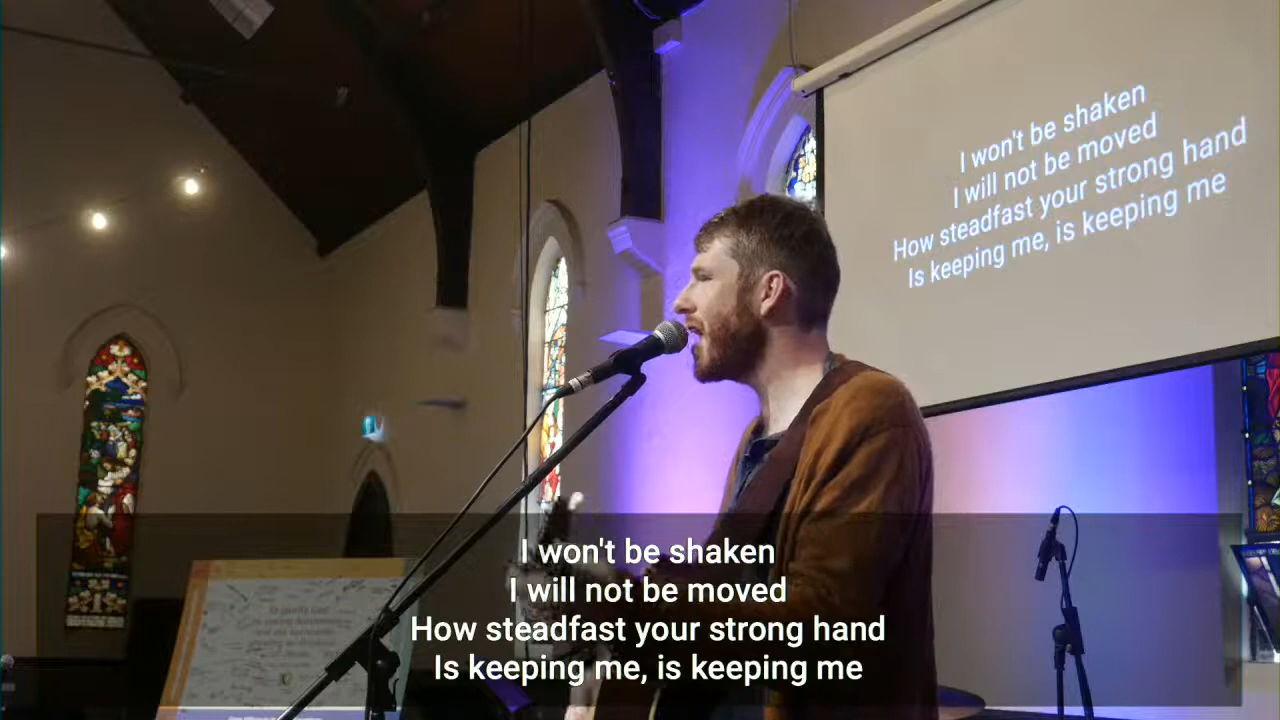 I won't be shaken
I will not be moved
How steadfast your strong hand
Is keeping me, is keeping me
I won't be shaken
I will not be moved
How steadfast your strong hand
Is keeping me, is keeping me